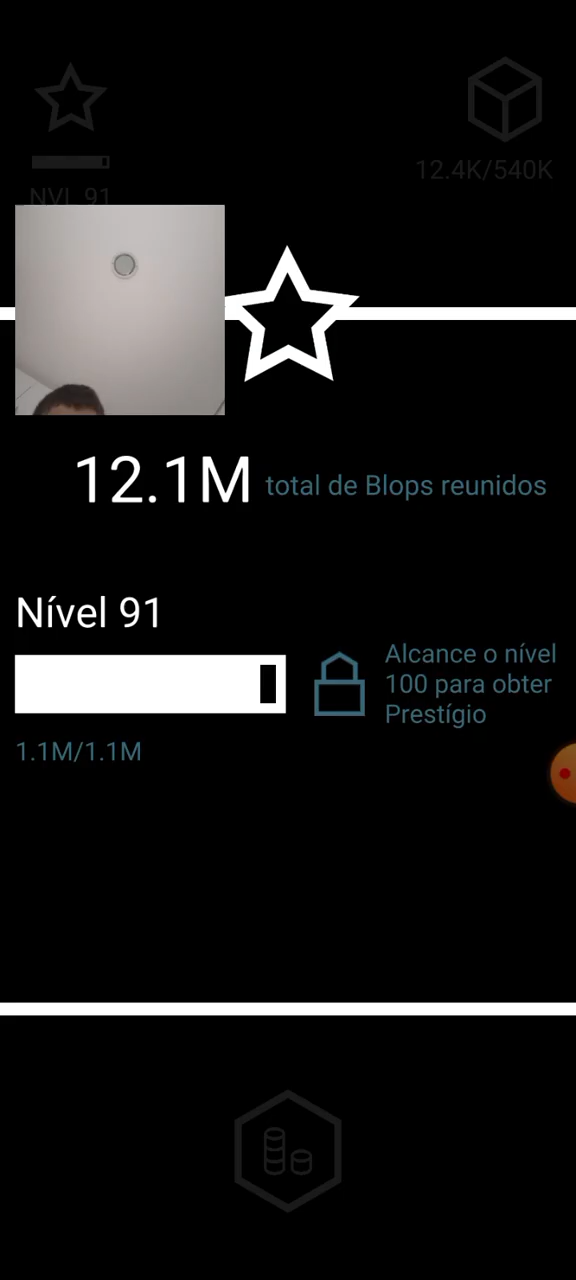 12.4K/540K
NVL 91
12.1M total de Blops reunidos
Nível 91
Alcance o nível
100 para obter
Prestígio
1.1M/1.1M